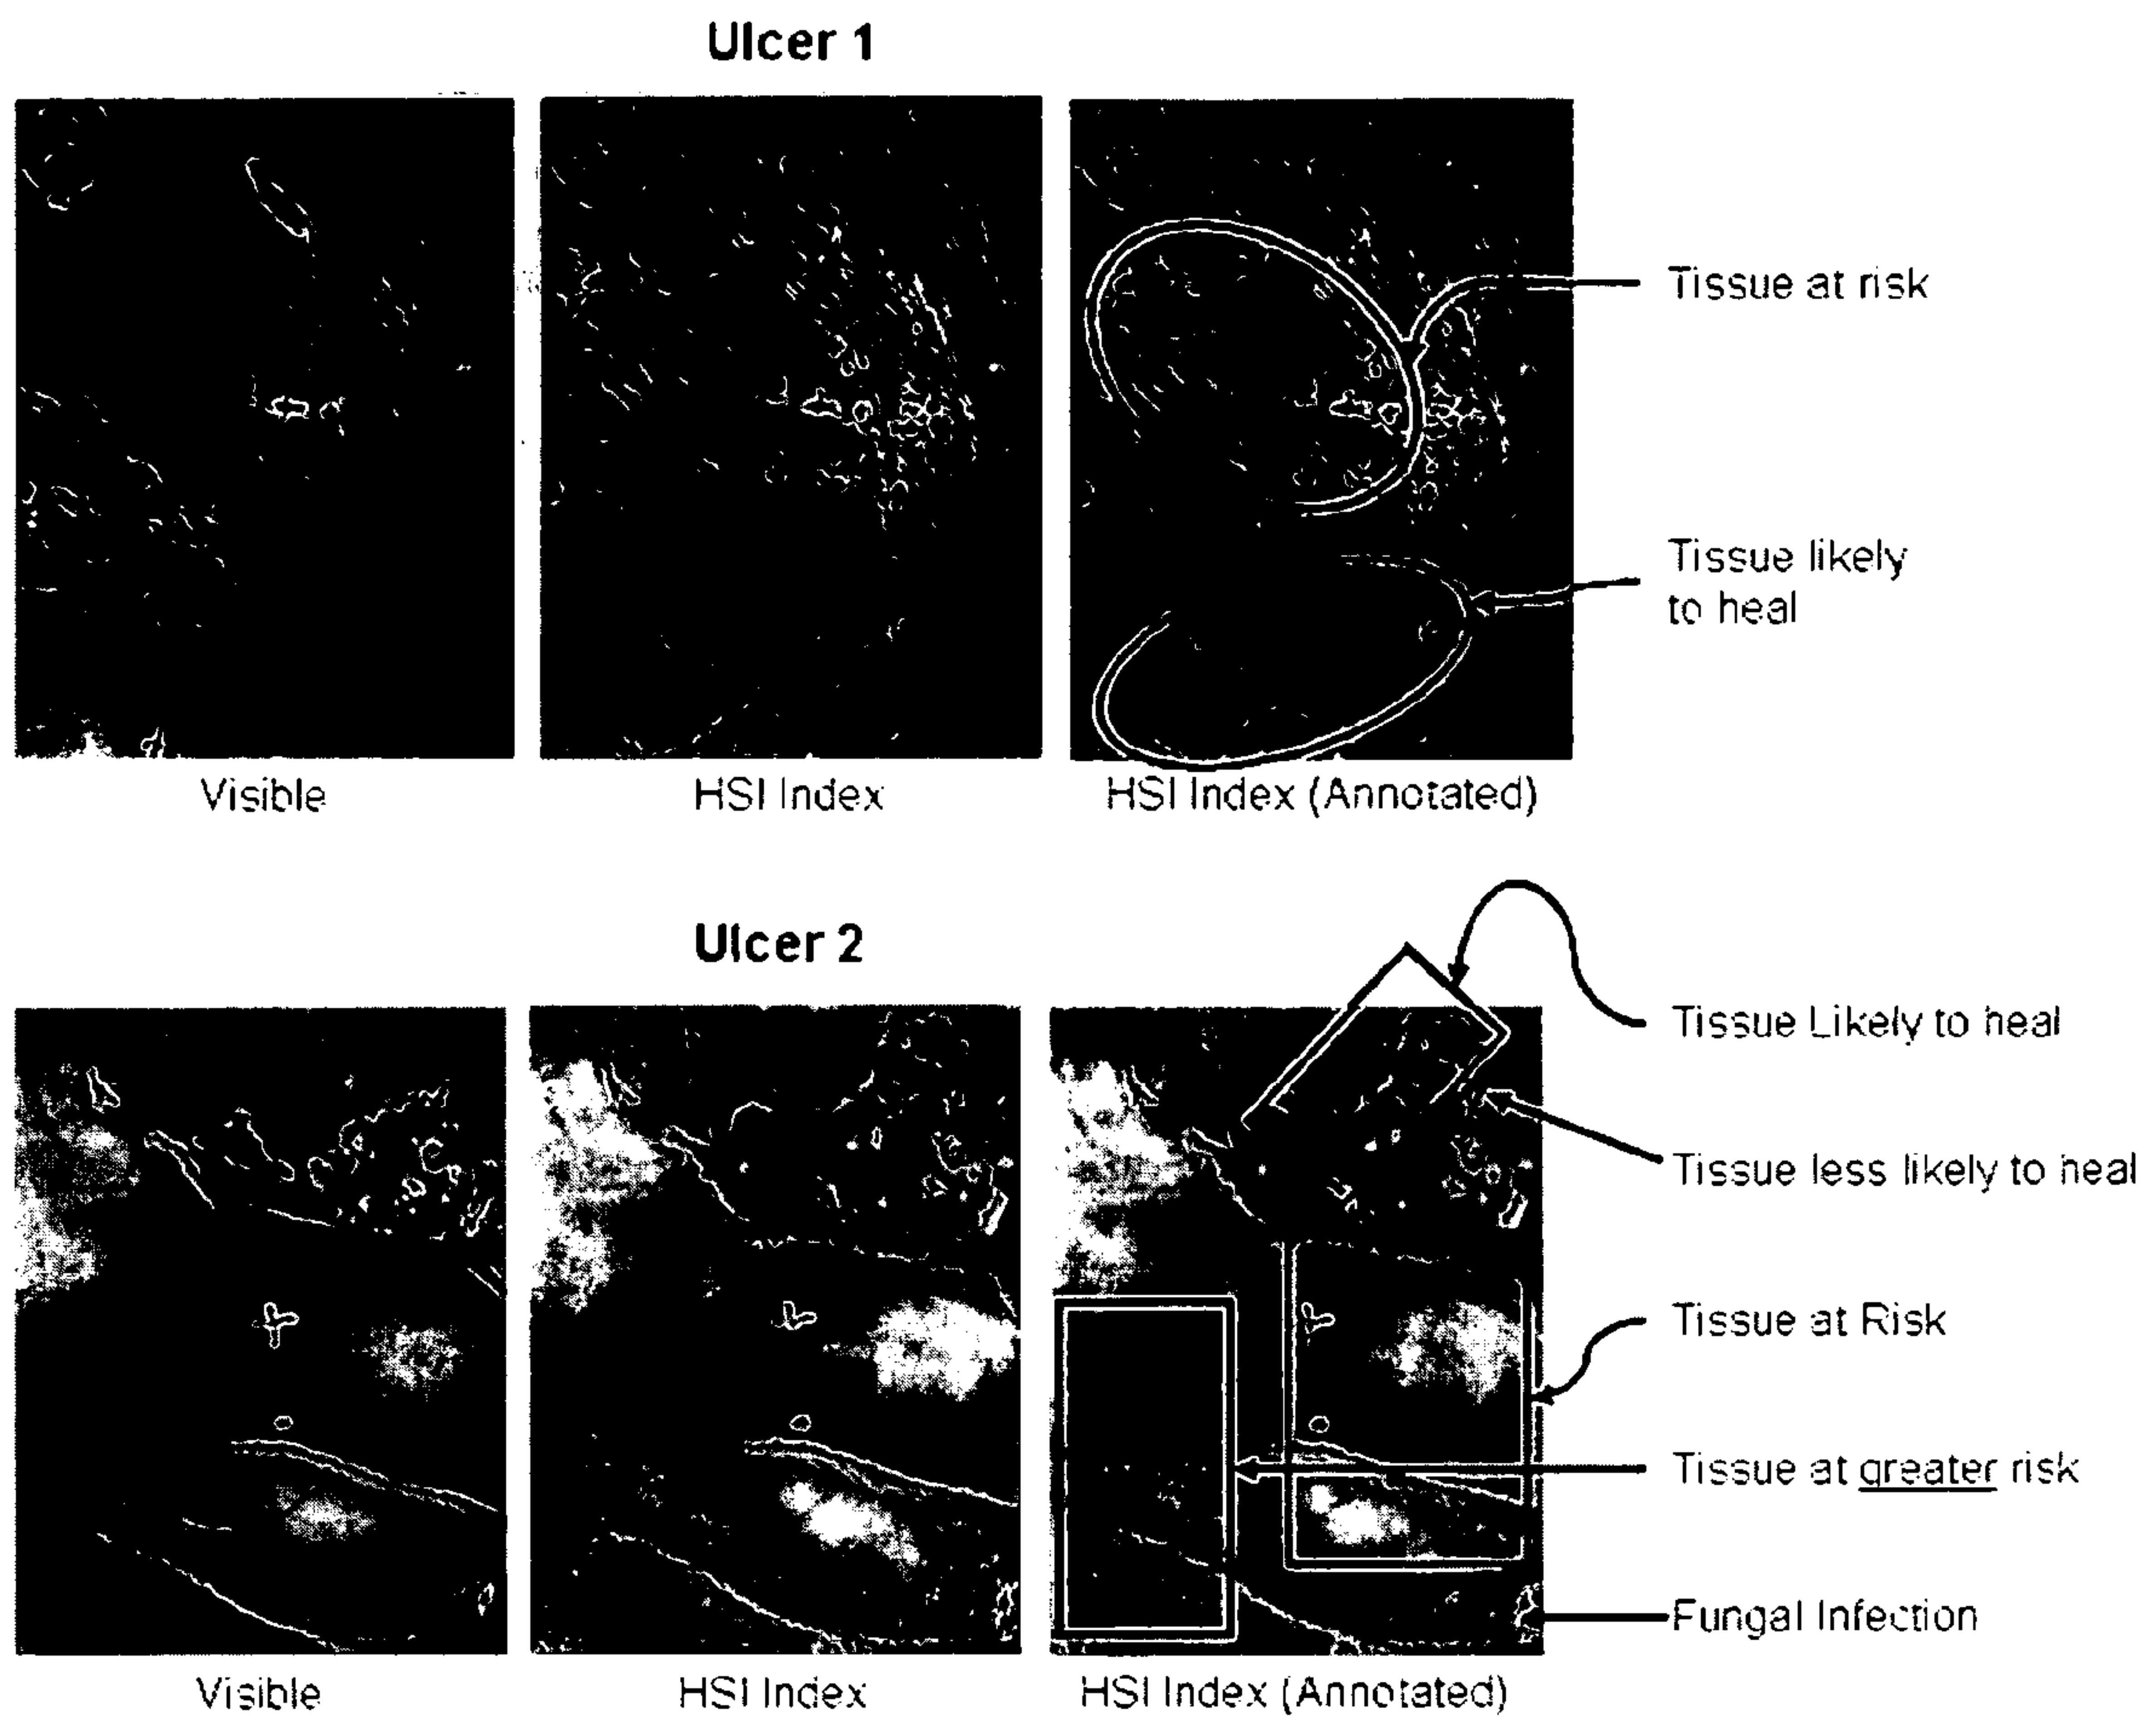 Ulcer 1
Tissue at risk
Tissue likely
to heal
Visible
HSI Index
HSI Index (Annotated)
Ulcer 2
Tissue Likely to heal
Tissue less likely to heal
Tissue at Risk
Tissue at greater risk
Fungal Infection
Visible
HSI Index
HSI Index (Annotated)